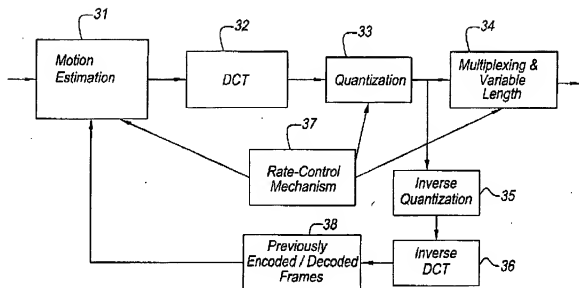 31
32
33
34
Motion
Estimation
DCT
Quantization
Multiplexing &
Variable
Length
37
Rate-Control
Mechanism
Inverse
Quantization
35
38
Previously
Encoded / Decoded
Frames
Inverse
DCT
36